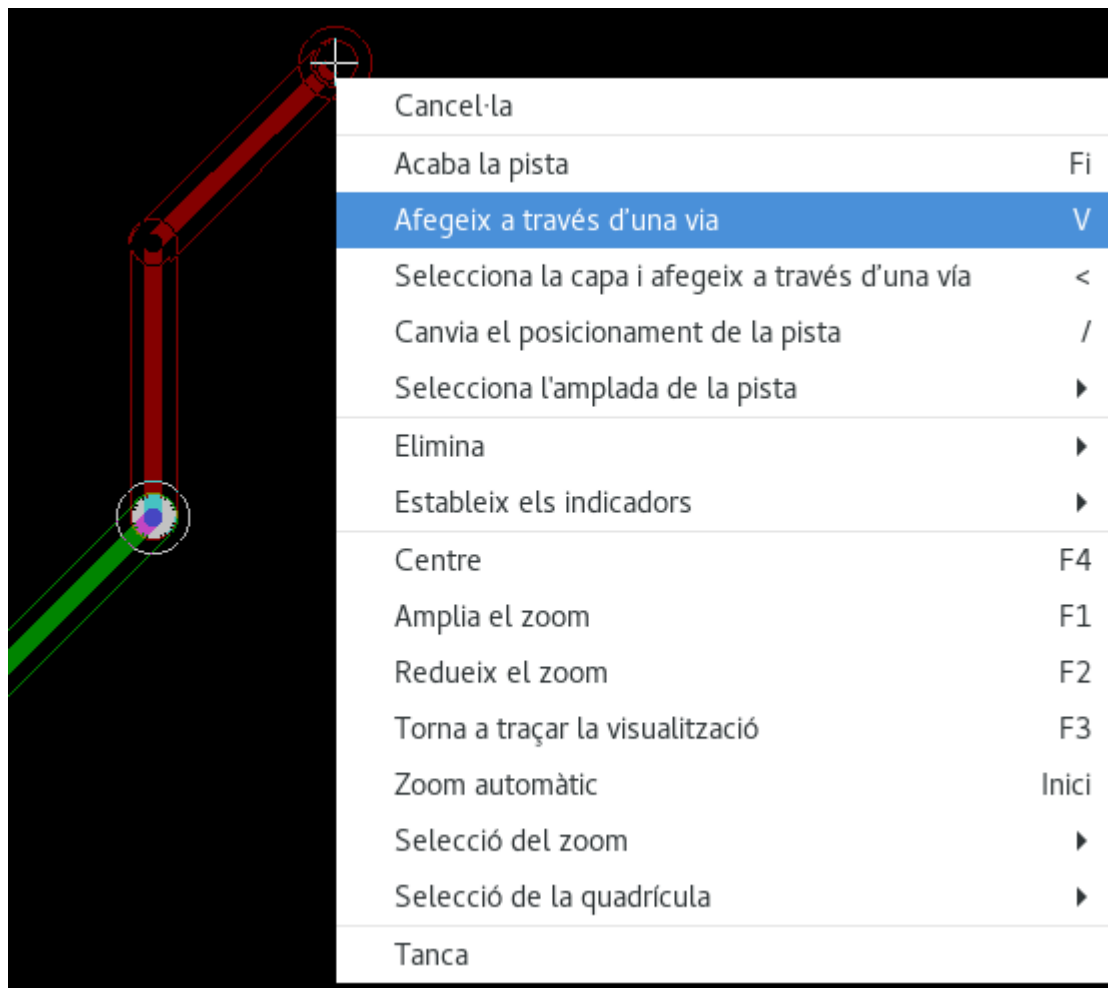 Cancel·la
Acaba la pista Fi
Afegeix a través d’una via V
Selecciona la capa i afegeix a través d’una vía <
Canvia el posicionament de la pista /
Selecciona l'amplada de la pista
Elimina
Estableix els indicadors
Centre F4
Amplia el zoom F1
Redueix el zoom F2
Torna a traçar la visualització F3
Zoom automàtic Inici
Selecció del zoom
Selecció de la quadrícula
Tanca